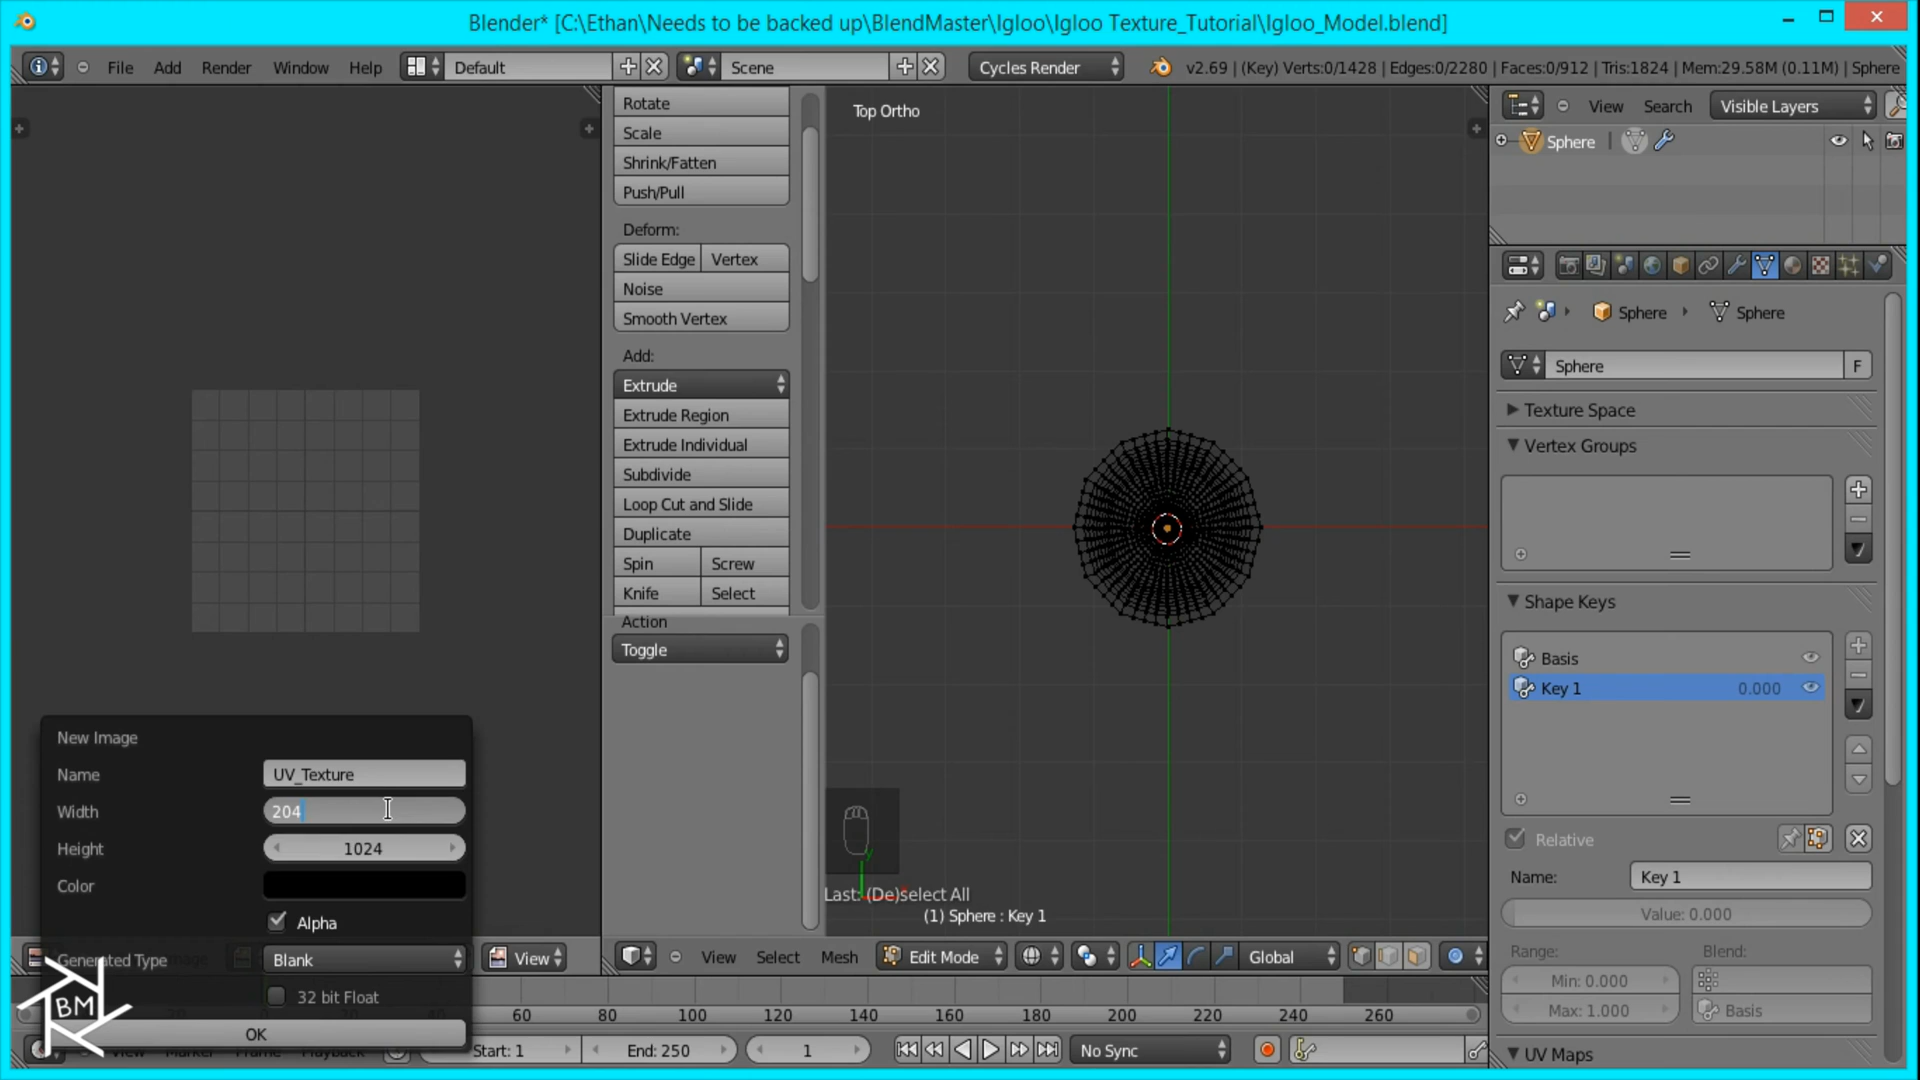 Blender* [C:\Ethan\Needs to be backed up\BlendMaster\Igloo\Igloo Texture_Tutorial\Igloo_Model.blend]
File Add Render Window Help Default Scene Cycles Render v2.69 | (Key) Verts:0/1428 | Edges:0/2280 | Faces:0/912 | Tris:1824 | Mem:29.58M (0.11M) | Sphere
Rotate
Scale
Shrink/Fatten
Push/Pull
Deform:
Slide Edge Vertex
Noise
Smooth Vertex
Add:
Extrude
Extrude Region
Extrude Individual
Subdivide
Loop Cut and Slide
Duplicate
Spin Screw
Knife Select
Action
Toggle
Top Ortho
Last: (De)select All
(1) Sphere : Key 1
View Search Visible Layers
Sphere
Sphere Sphere
Sphere F
Texture Space
Vertex Groups
Shape Keys
Basis
Key 1 0.000
Relative
Name: Key 1
Value: 0.000
Range: Blend:
Min: 0.000
Max: 1.000 Basis
UV Maps
New Image
Name UV_Texture
Width 204
Height 1024
Color
Alpha
Generated Type Blank
32 bit Float
OK
BM
View
View Select Mesh Edit Mode Global
60 80 100 120 140 160 180 200 220 240 260
View Marker Frame Playback Start: 1 End: 250 1 No Sync